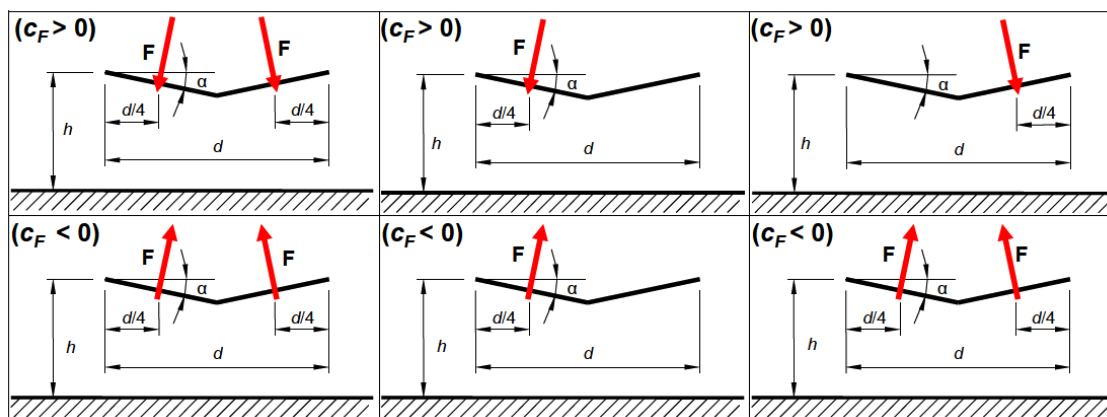 (cF > 0)
F
F
α
d/4
d/4
h
d
(cF > 0)
F
α
d/4
h
d
(cF > 0)
F
α
d/4
h
d
(cF < 0)
F
F
α
d/4
d/4
h
d
(cF < 0)
F
α
d/4
h
d
(cF < 0)
F
F
α
d/4
d/4
h
d